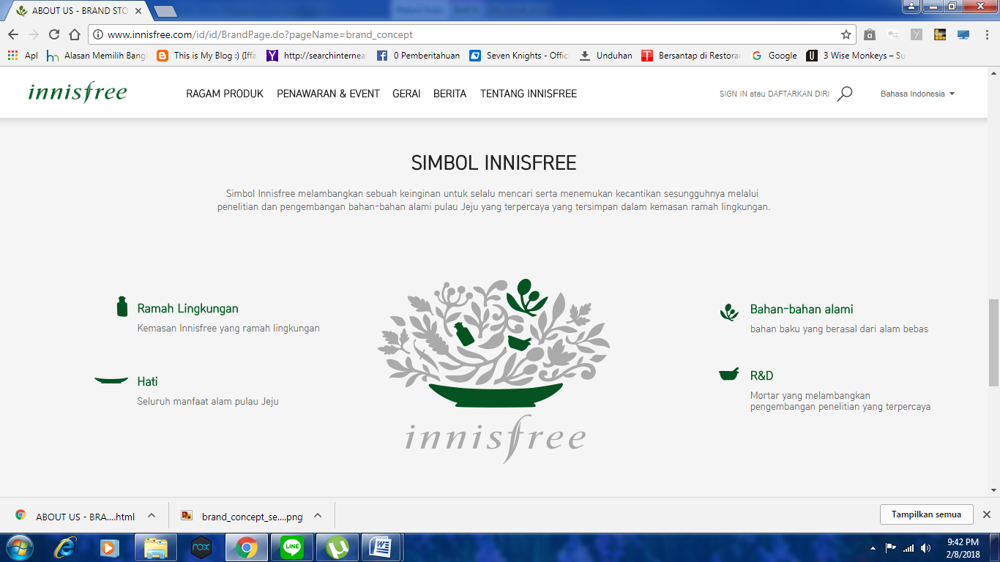 ABOUT US - BRAND STO
www.innisfree.com/id/id/BrandPage.do?pageName=brand_concept
Apl Alasan Memilih Bang This is My Blog :) (Iffa http://searchinternea 0 Pemberitahuan Seven Knights - Offic Unduhan Bersantap di Restoran Google 3 Wise Monkeys – Su
innisfree RAGAM PRODUK PENAWARAN & EVENT GERAI BERITA TENTANG INNISFREE SIGN IN atau DAFTARKAN DIRI Bahasa Indonesia
SIMBOL INNISFREE
Simbol Innisfree melambangkan sebuah keinginan untuk selalu mencari serta menemukan kecantikan sesungguhnya melalui
penelitian dan pengembangan bahan-bahan alami pulau Jeju yang terpercaya yang tersimpan dalam kemasan ramah lingkungan.
Ramah Lingkungan
Kemasan Innisfree yang ramah lingkungan
Hati
Seluruh manfaat alam pulau Jeju
innisfree
Bahan-bahan alami
bahan baku yang berasal dari alam bebas
R&D
Mortar yang melambangkan
pengembangan penelitian yang terpercaya
ABOUT US - BRA....html brand_concept_se....png Tampilkan semua
nox LINE
9:42 PM
2/8/2018